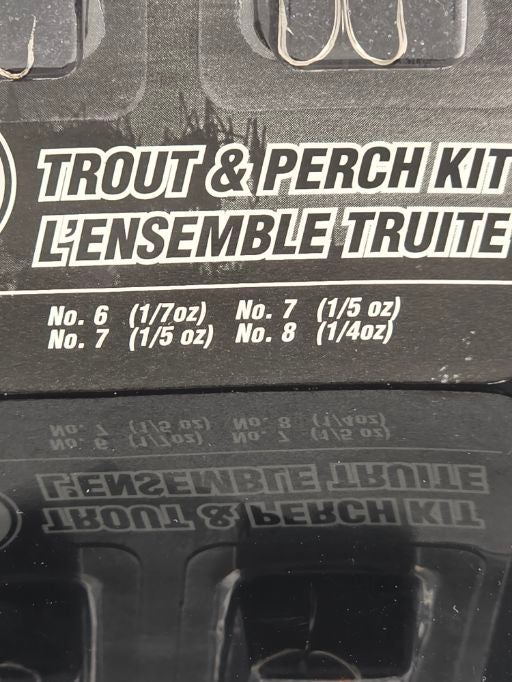 TROUT & PERCH KIT
L'ENSEMBLE TRUITE
No. 6 (1/7oz) No. 7 (1/5 oz)
No. 7 (1/5 oz) No. 8 (1/4oz)